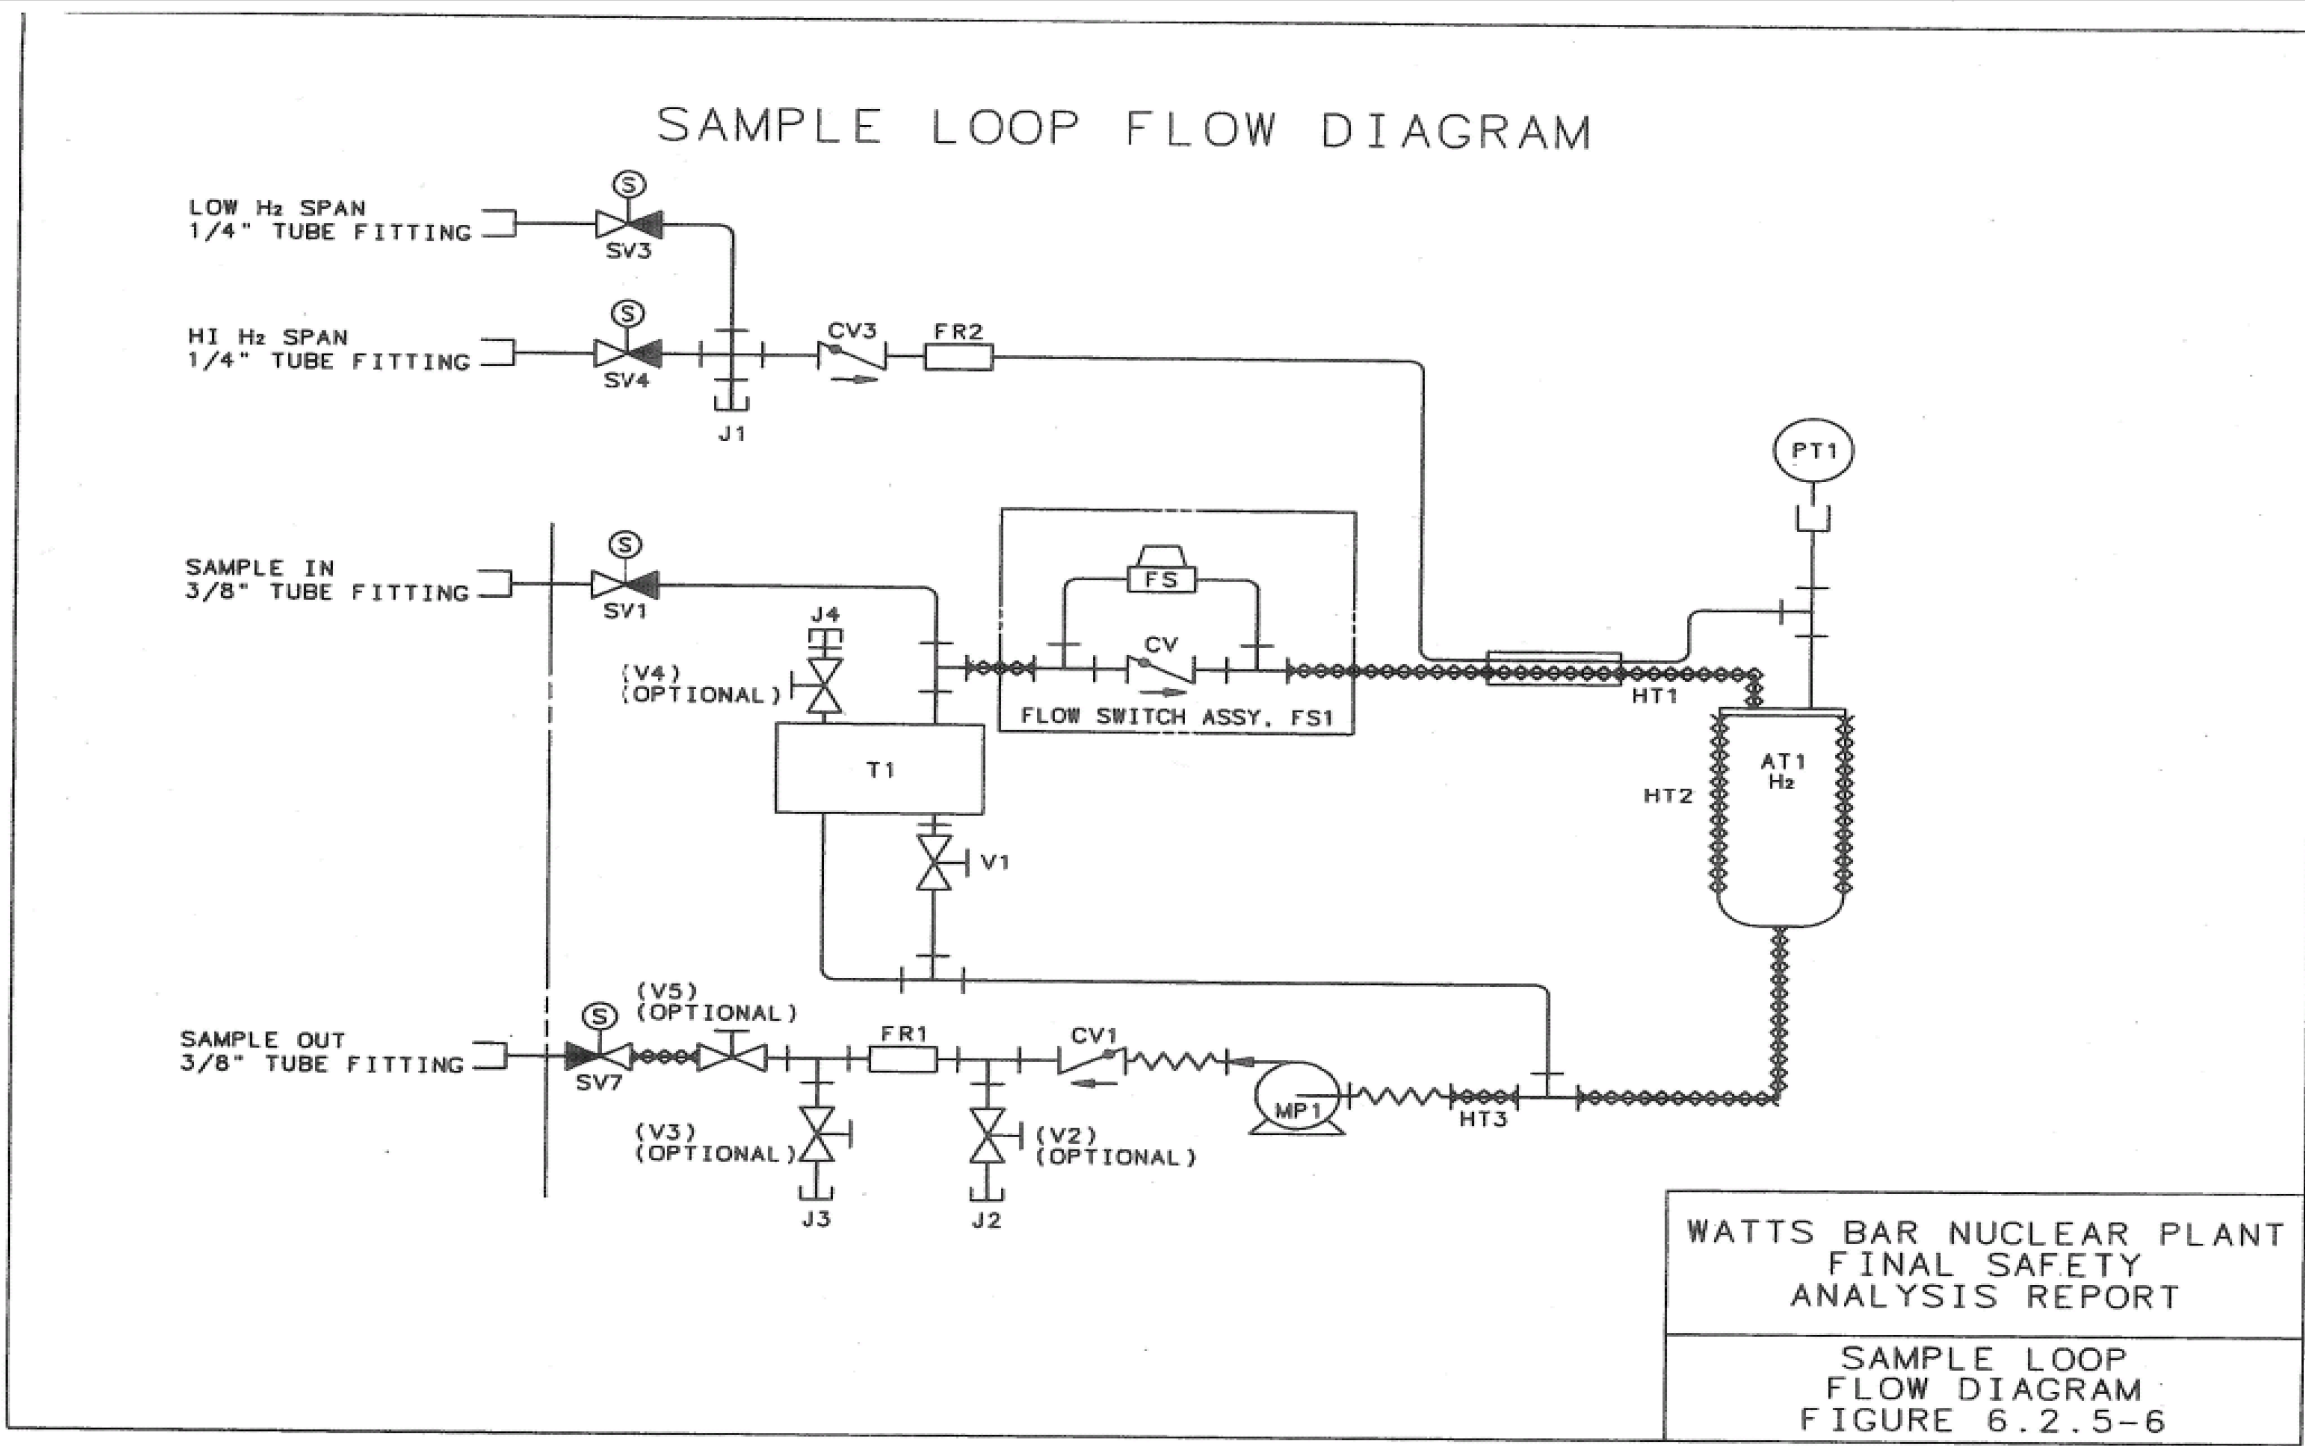 SAMPLE LOOP FLOW DIAGRAM
S
LOW H₂ SPAN
1/4" TUBE FITTING
SV3
S
HI H₂ SPAN
1/4" TUBE FITTING
SV4
CV3
FR2
J1
PT1
SAMPLE IN
3/8" TUBE FITTING
S
SV1
FS
J4
CV
(V4)
(OPTIONAL)
HT1
FLOW SWITCH ASSY. FS1
T1
AT1
H₂
HT2
V1
(V5)
(OPTIONAL)
S
SAMPLE OUT
3/8" TUBE FITTING
SV7
FR1
CV1
MP1
HT3
(V3)
(OPTIONAL)
(V2)
(OPTIONAL)
J3
J2
WATTS BAR NUCLEAR PLANT
FINAL SAFETY
ANALYSIS REPORT
SAMPLE LOOP
FLOW DIAGRAM
FIGURE 6.2.5-6